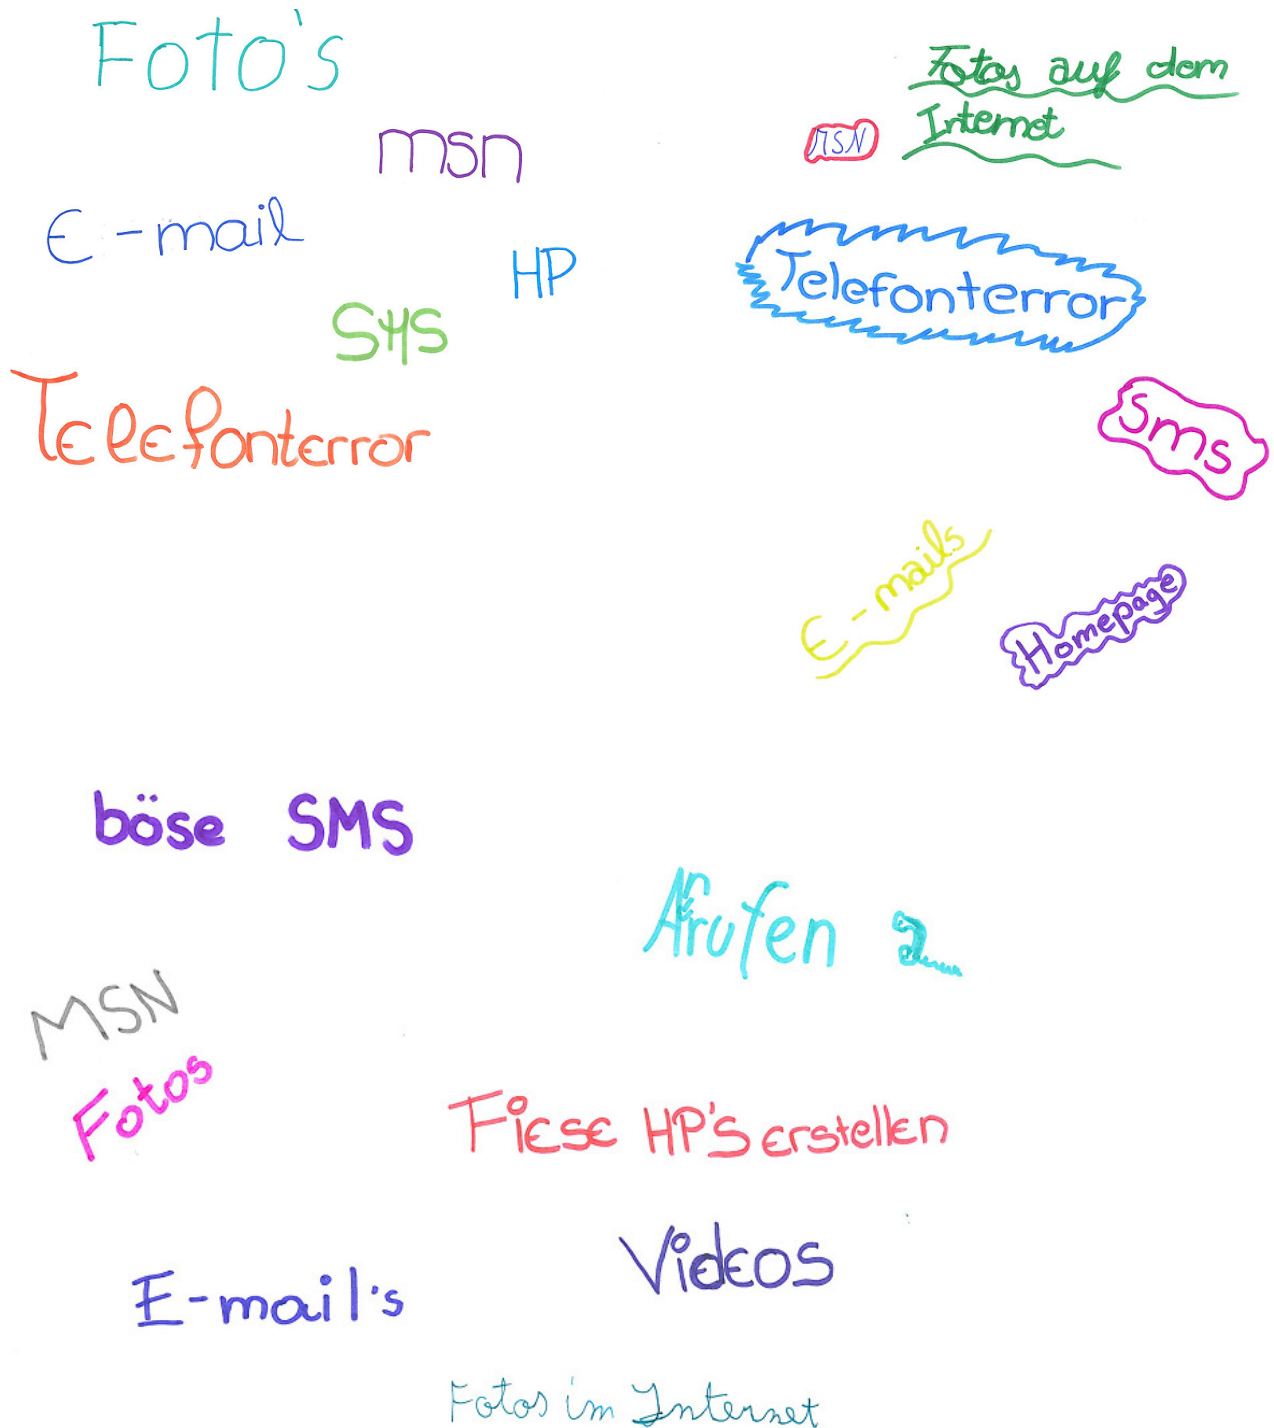 Foto's
msn
E-mail
HP
SMS
Telefonterror
Fotos auf dem
Internet
MSN
Telefonterror
Sms
E-mails
Homepage
böse SMS
MSN
Fotos
Fiese HP's erstellen
Videos
E-mail's
Fotos im Internet